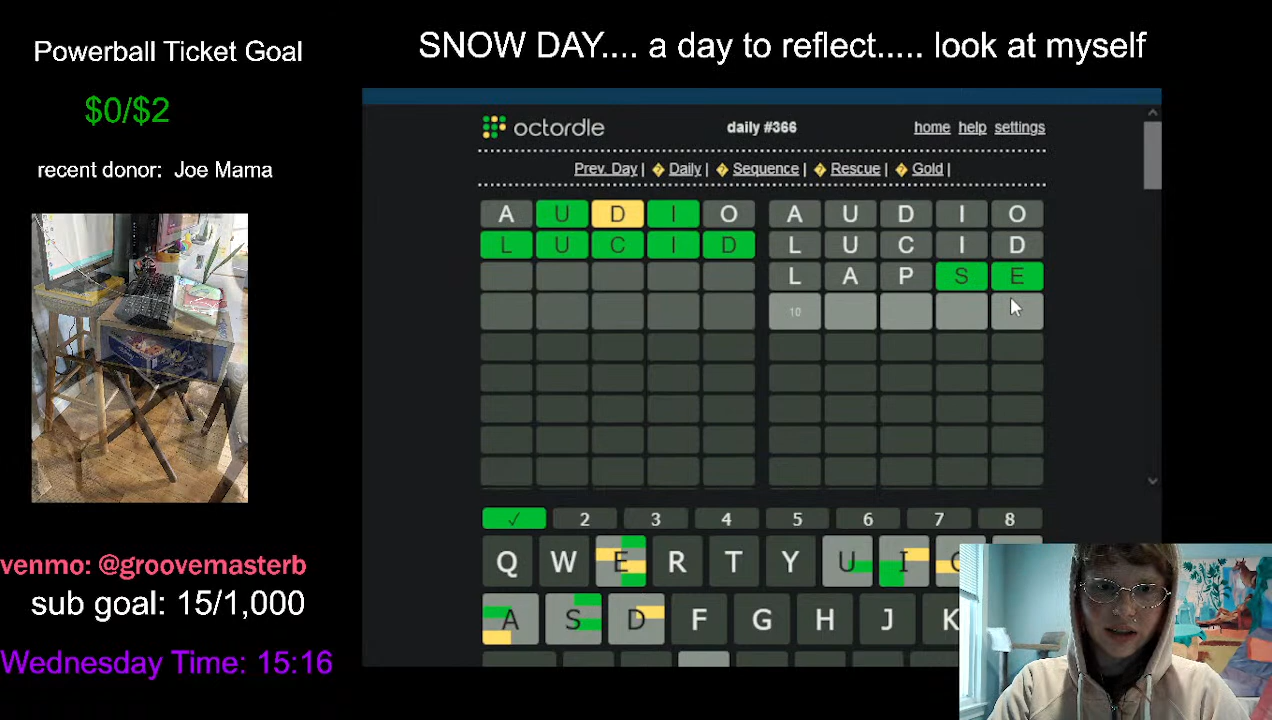 Powerball Ticket Goal
$0/$2
recent donor: Joe Mama
venmo: @groovemasterb
sub goal: 15/1,000
Wednesday Time: 15:16
SNOW DAY.... a day to reflect..... look at myself
octordle
daily #366
home help settings
Prev. Day | Daily | Sequence | Rescue | Gold |
A U D I O
L U C I D
A U D I O
L U C I D
L A P S E
10
✓ 2 3 4 5 6 7 8
Q W E R T Y U I
A S D F G H J K